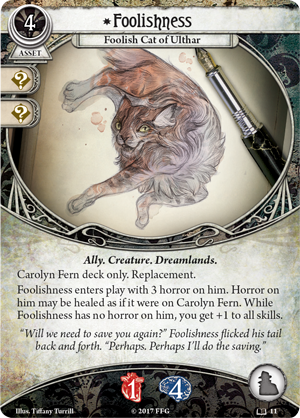 4
Foolishness
Foolish Cat of Ulthar
ASSET
?
?
Ally. Creature. Dreamlands.
Carolyn Fern deck only. Replacement.
Foolishness enters play with 3 horror on him. Horror on
him may be healed as if it were on Carolyn Fern. While
Foolishness has no horror on him, you get +1 to all skills.
“Will we need to save you again?” Foolishness flicked his tail
back and forth. “Perhaps. Perhaps I'll do the saving.”
1
4
Illus. Tiffany Turrill
© 2017 FFG
11